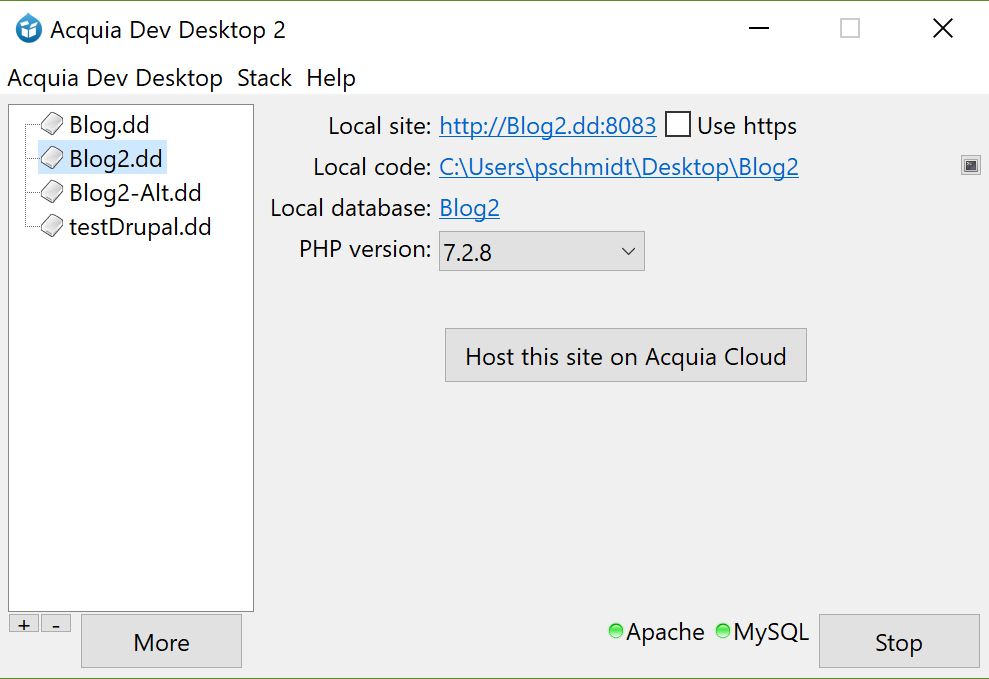 Acquia Dev Desktop 2
Acquia Dev Desktop Stack Help
Blog.dd
Blog2.dd
Blog2-Alt.dd
testDrupal.dd
Local site: http://Blog2.dd:8083 Use https
Local code: C:\Users\pschmidt\Desktop\Blog2
Local database: Blog2
PHP version: 7.2.8
Host this site on Acquia Cloud
+ - More
Apache MySQL Stop